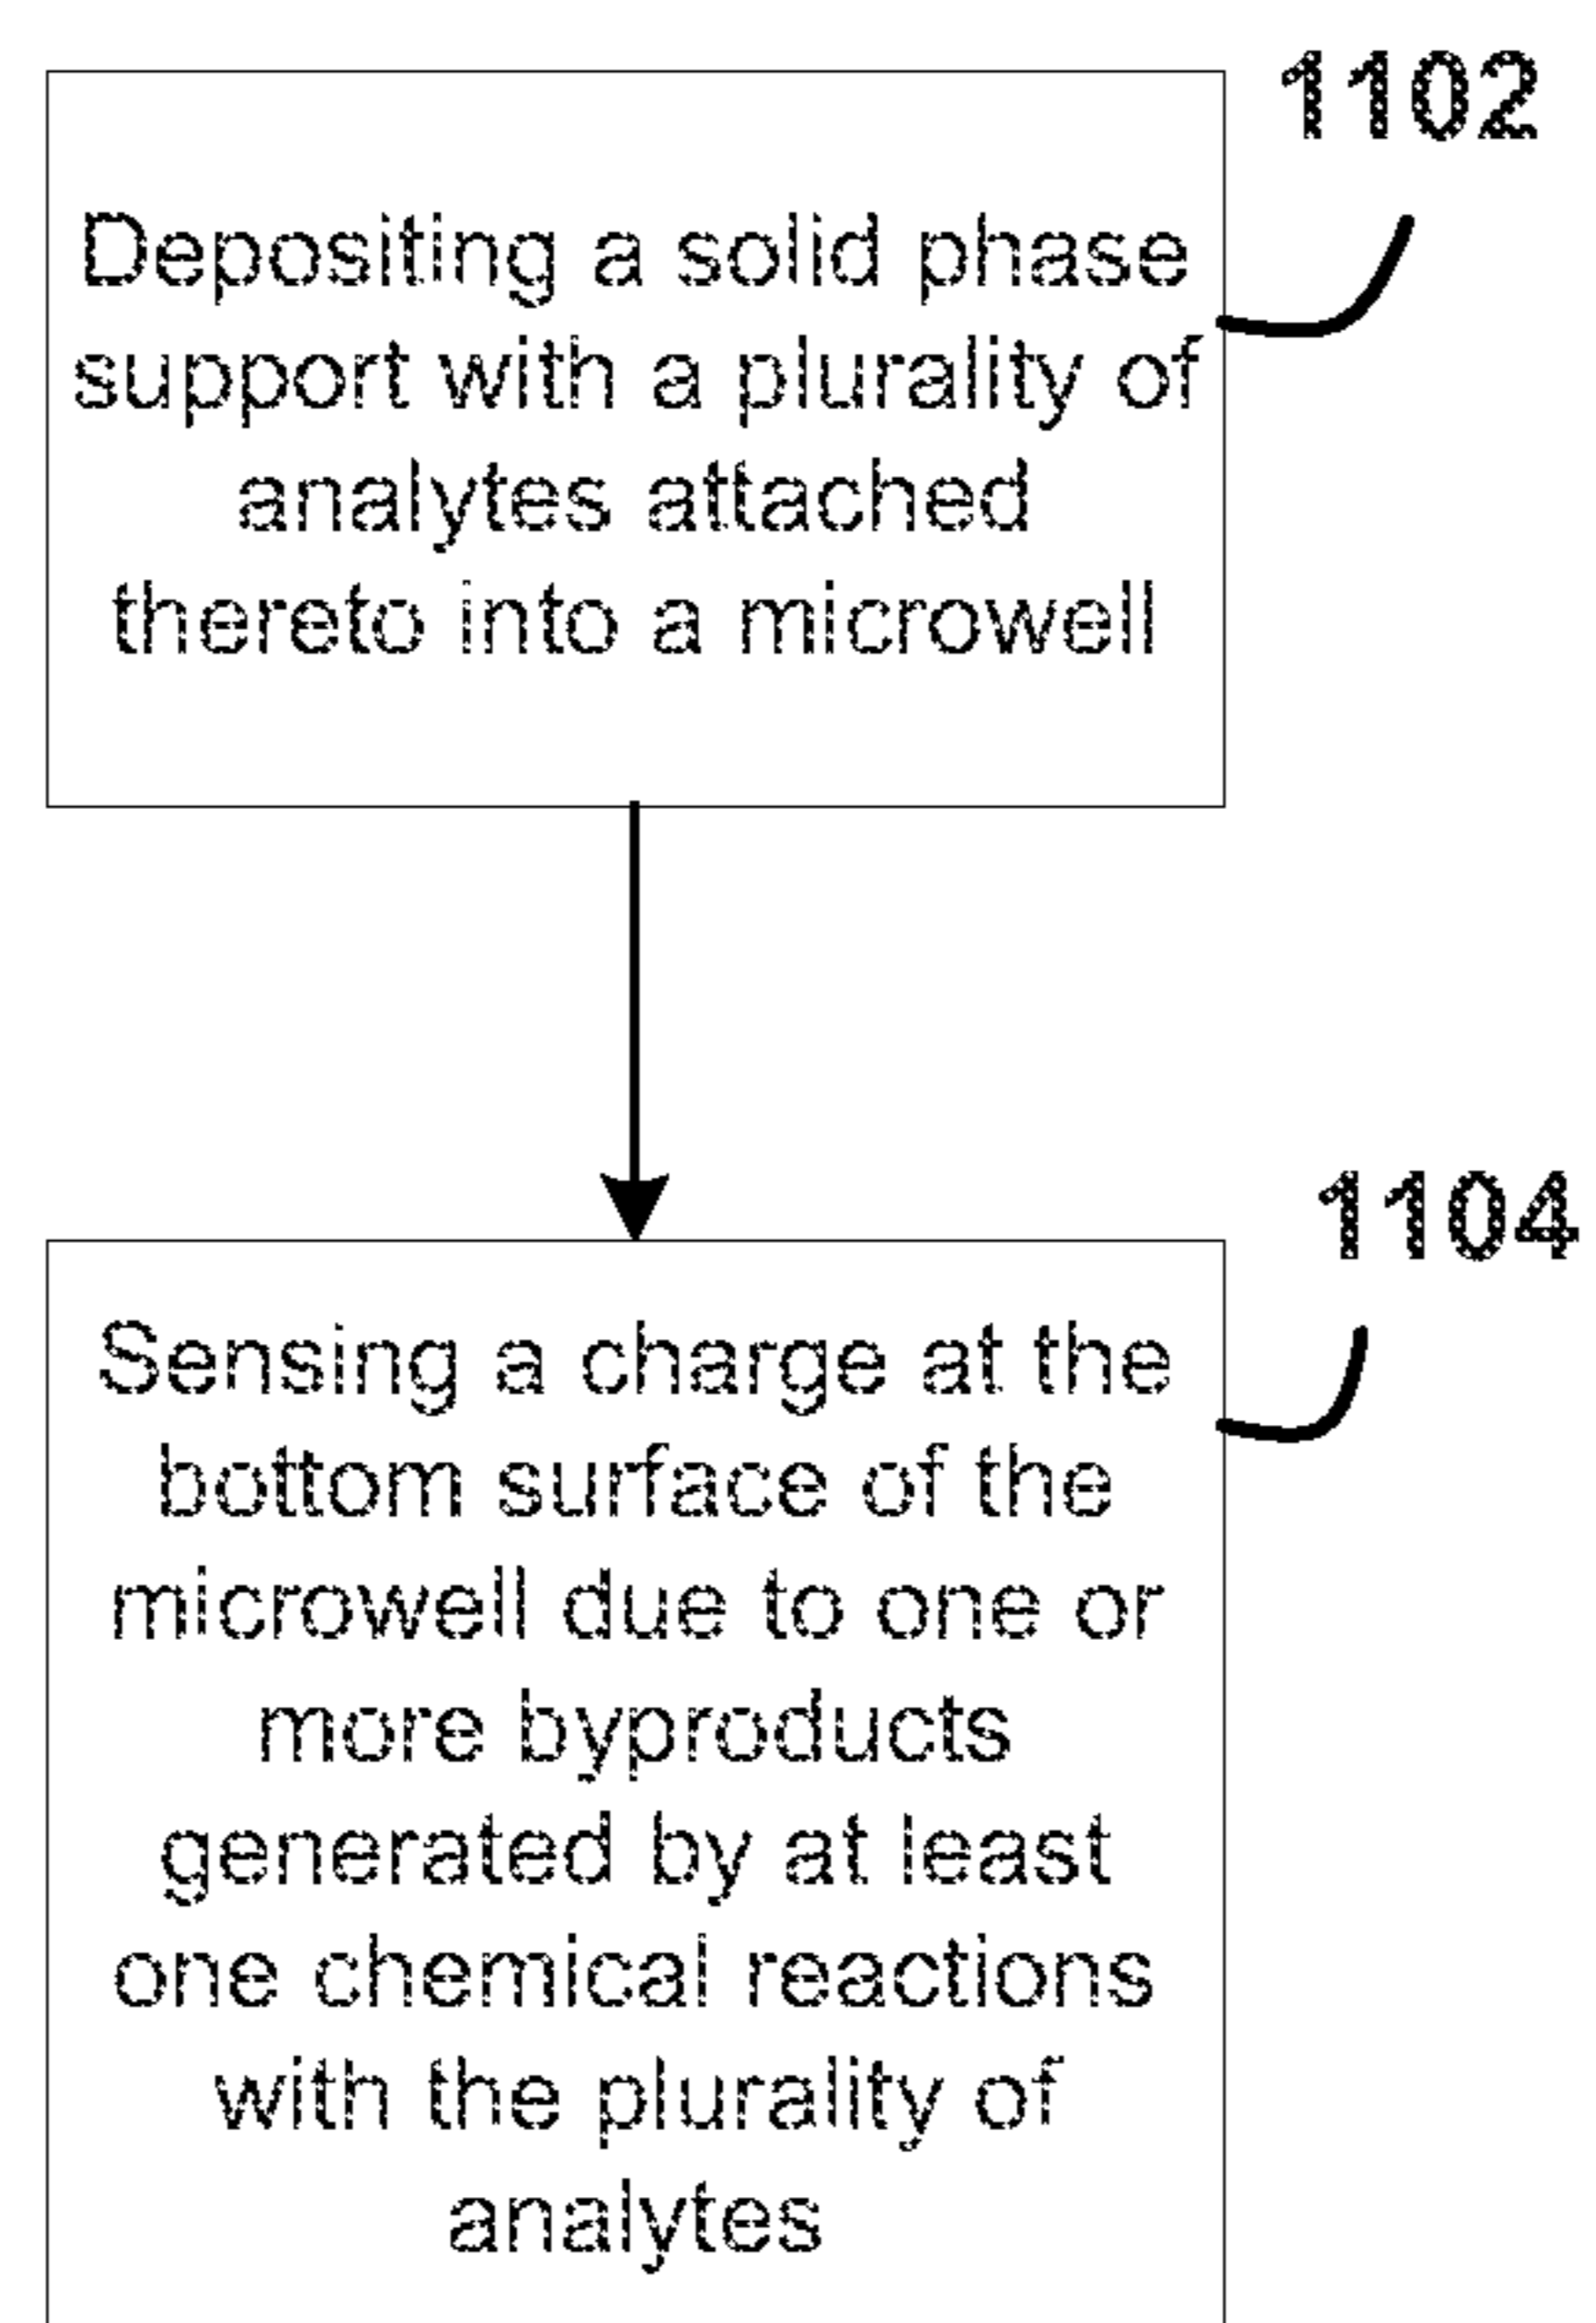 1102
Depositing a solid phase
support with a plurality of
analytes attached
thereto into a microwell
1104
Sensing a charge at the
bottom surface of the
microwell due to one or
more byproducts
generated by at least
one chemical reactions
with the plurality of
analytes